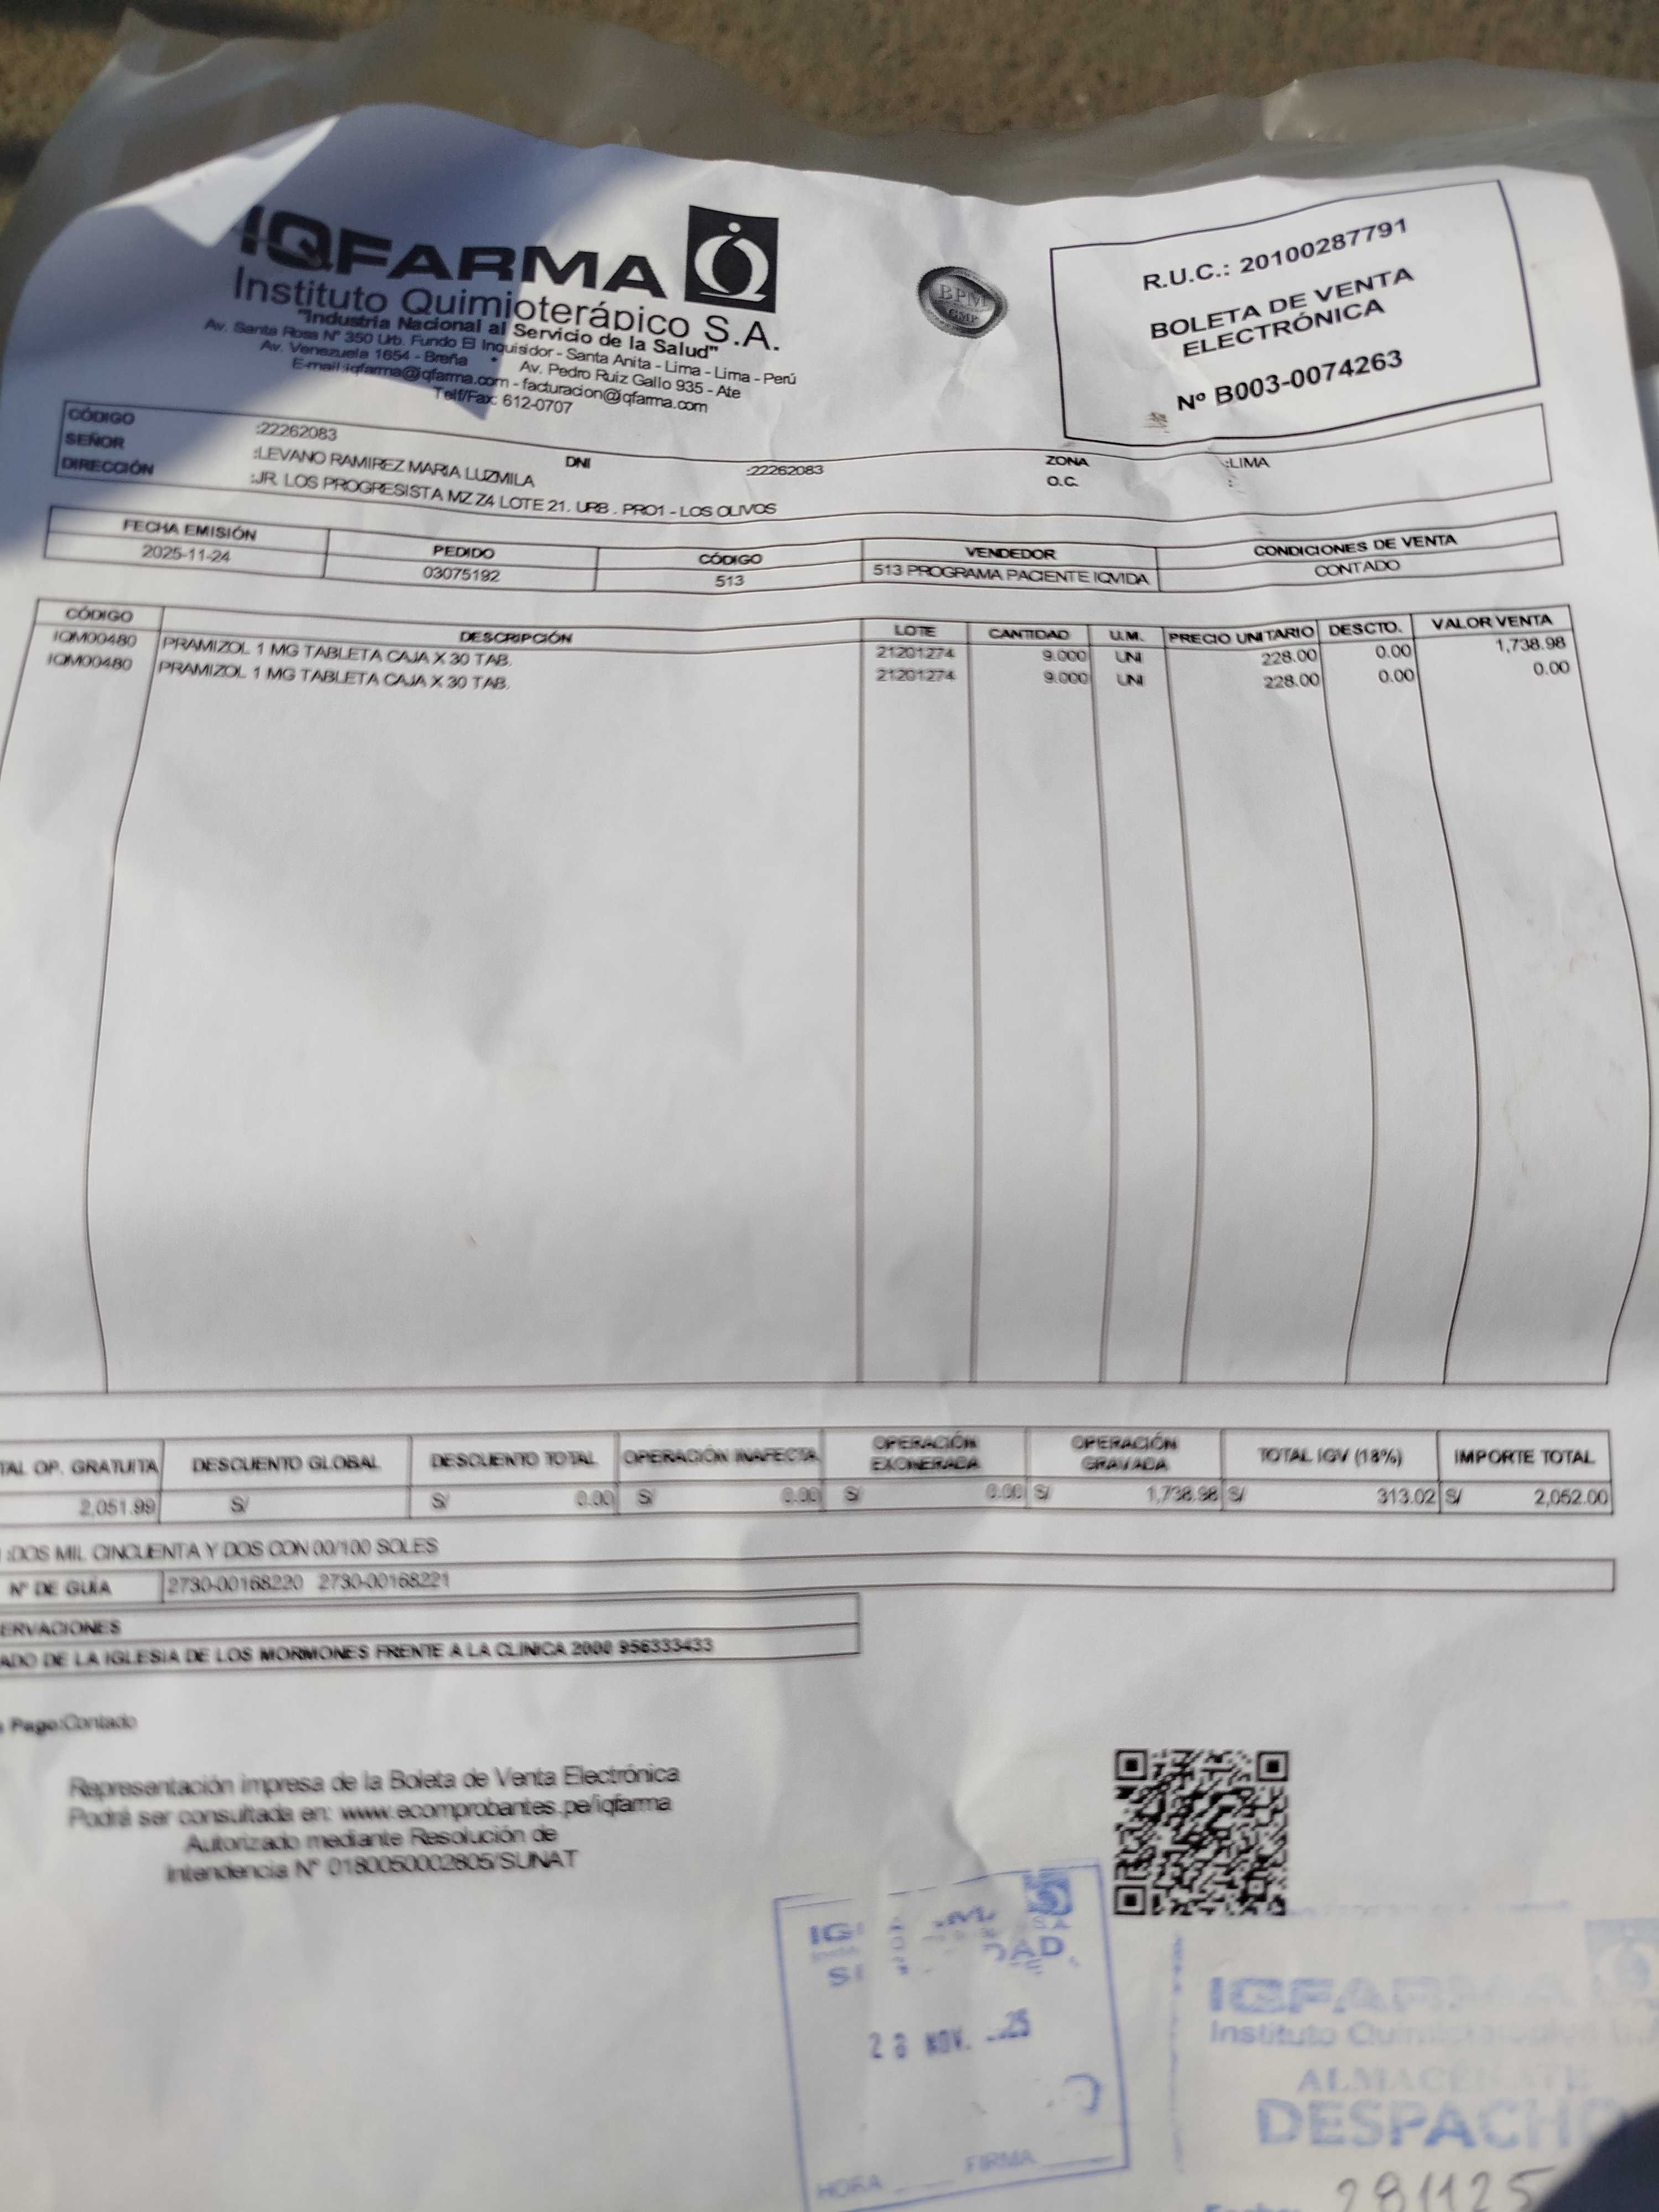 IQFARMA
Instituto Quimioterápico S.A.
"Industria Nacional al Servicio de la Salud"
Av. Santa Rosa N° 350 Urb. Fundo El Inquisidor - Santa Anita - Lima - Lima - Perú
Av. Venezuela 1654 - Breña • Av. Pedro Ruiz Gallo 935 - Ate
E-mail:iqfarma@iqfarma.com - facturacion@iqfarma.com
Telf/Fax: 612-0707
BPM
GMP
R.U.C.: 20100287791
BOLETA DE VENTA
ELECTRÓNICA
Nº B003-0074263
CÓDIGO :22262083
SEÑOR :LEVANO RAMIREZ MARIA LUZMILA DNI :22262083 ZONA :LIMA
DIRECCIÓN :JR. LOS PROGRESISTA MZ Z4 LOTE 21. URB . PRO1 - LOS OLIVOS O.C. :
FECHA EMISIÓN PEDIDO CÓDIGO VENDEDOR CONDICIONES DE VENTA
2025-11-24 03075192 513 513 PROGRAMA PACIENTE IQVIDA CONTADO
CÓDIGO DESCRIPCIÓN LOTE CANTIDAD U.M. PRECIO UNITARIO DESCTO. VALOR VENTA
IQM00480 PRAMIZOL 1 MG TABLETA CAJA X 30 TAB. 21201274 9.000 UNI 228.00 0.00 1,738.98
IQM00480 PRAMIZOL 1 MG TABLETA CAJA X 30 TAB. 21201274 9.000 UNI 228.00 0.00 0.00
TAL OP. GRATUITA DESCUENTO GLOBAL DESCUENTO TOTAL OPERACIÓN INAFECTA OPERACIÓN EXONERADA OPERACIÓN GRAVADA TOTAL IGV (18%) IMPORTE TOTAL
2,051.99 S/ S/ 0.00 S/ 0.00 S/ 0.00 S/ 1,738.98 S/ 313.02 S/ 2,052.00
:DOS MIL CINCUENTA Y DOS CON 00/100 SOLES
N° DE GUÍA 2730-00168220 2730-00168221
ERVACIONES
ADO DE LA IGLESIA DE LOS MORMONES FRENTE A LA CLINICA 2000 956333433
Pago:Contado
Representación impresa de la Boleta de Venta Electrónica
Podrá ser consultada en: www.ecomprobantes.pe/iqfarma
Autorizado mediante Resolución de
Intendencia N° 0180050002805/SUNAT
28 NOV.
HORA FIRMA
IQFARMA
Instituto
DESPACHO
281125